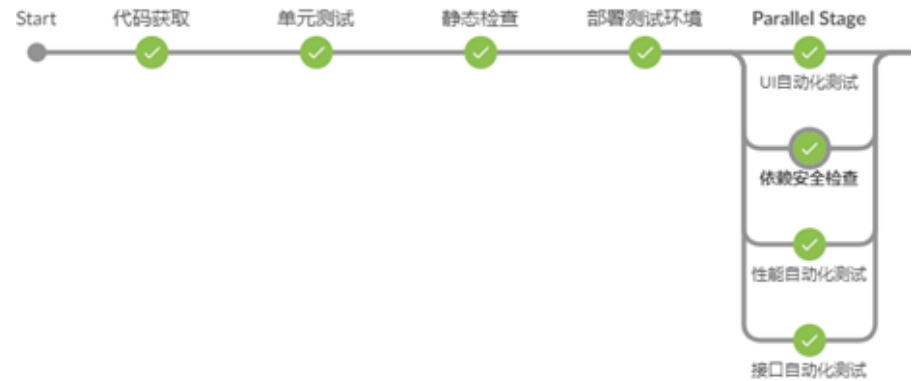 Start 代码获取 单元测试 静态检查 部署测试环境 Parallel Stage
UI自动化测试
依赖安全检查
性能自动化测试
接口自动化测试